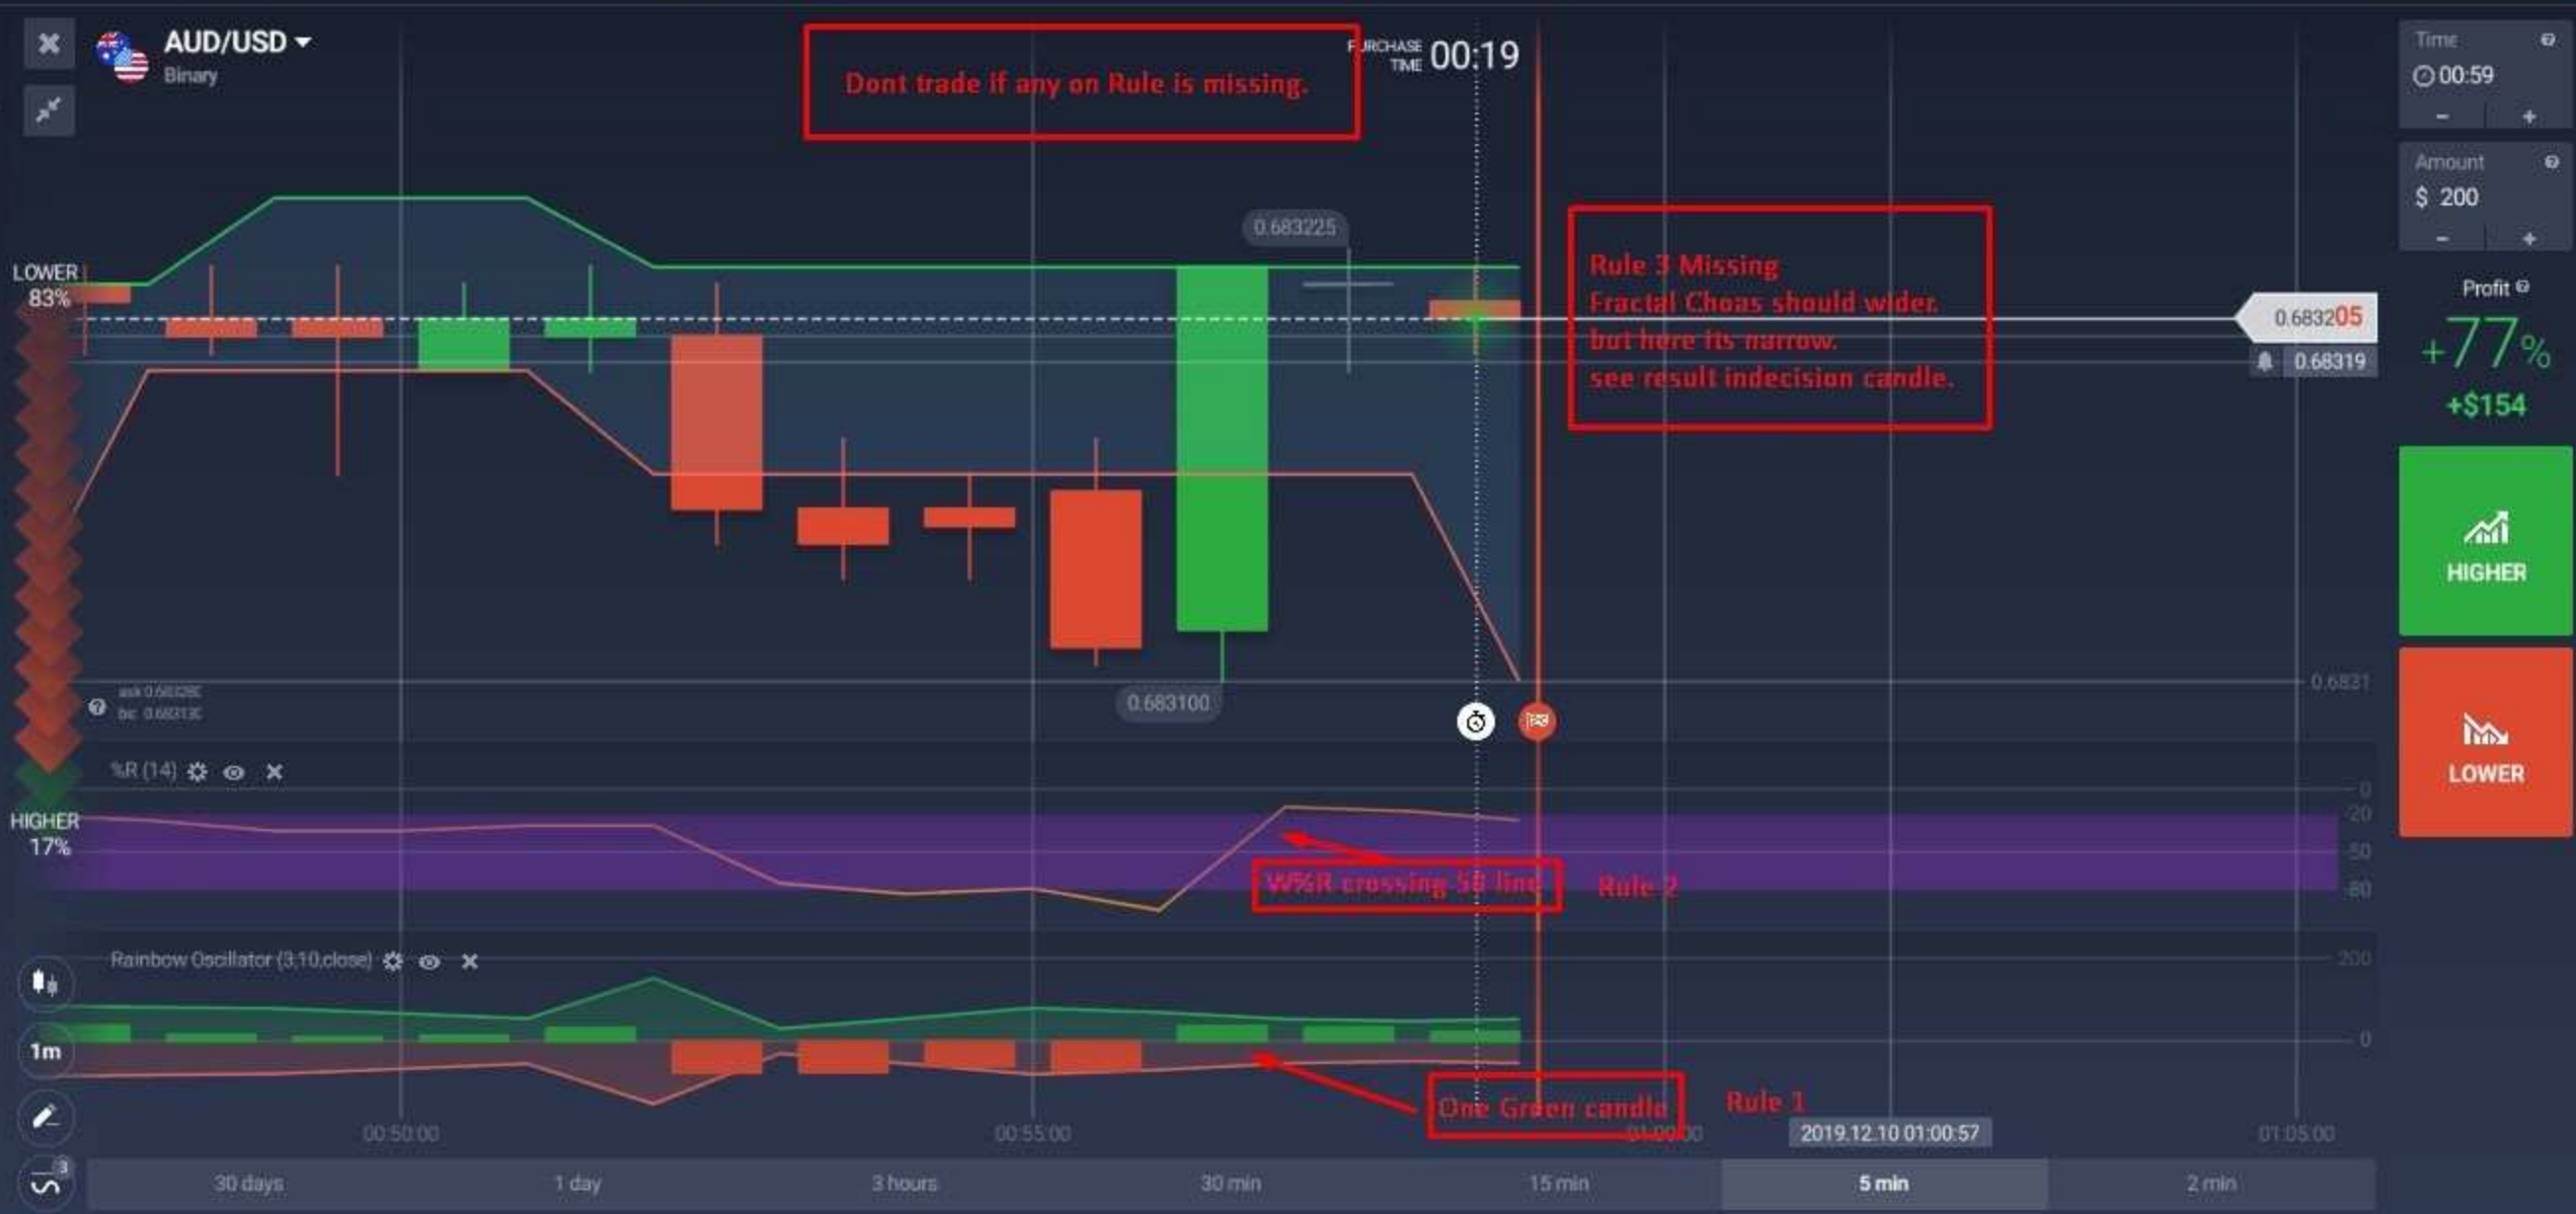 AUD/USD
Binary
Dont trade if any on Rule is missing.
PURCHASE
TIME
00:19
Time
00:59
Amount
$ 200
Profit
+77%
+$154
HIGHER
LOWER
LOWER
83%
0.683225
Rule 3 Missing
Fractal Choas should wider.
but here its narrow.
see result indecision candle.
0.683205
0.68319
0.6831
0.683100
%R (14)
0
-20
-50
-80
HIGHER
17%
W%R crossing 50 line
Rule 2
Rainbow Oscillator (3,10,close)
200
0
1m
One Green candle
Rule 1
00:50:00
00:55:00
01:00:00
2019.12.10 01:00:57
01:05:00
3
30 days
1 day
3 hours
30 min
15 min
5 min
2 min